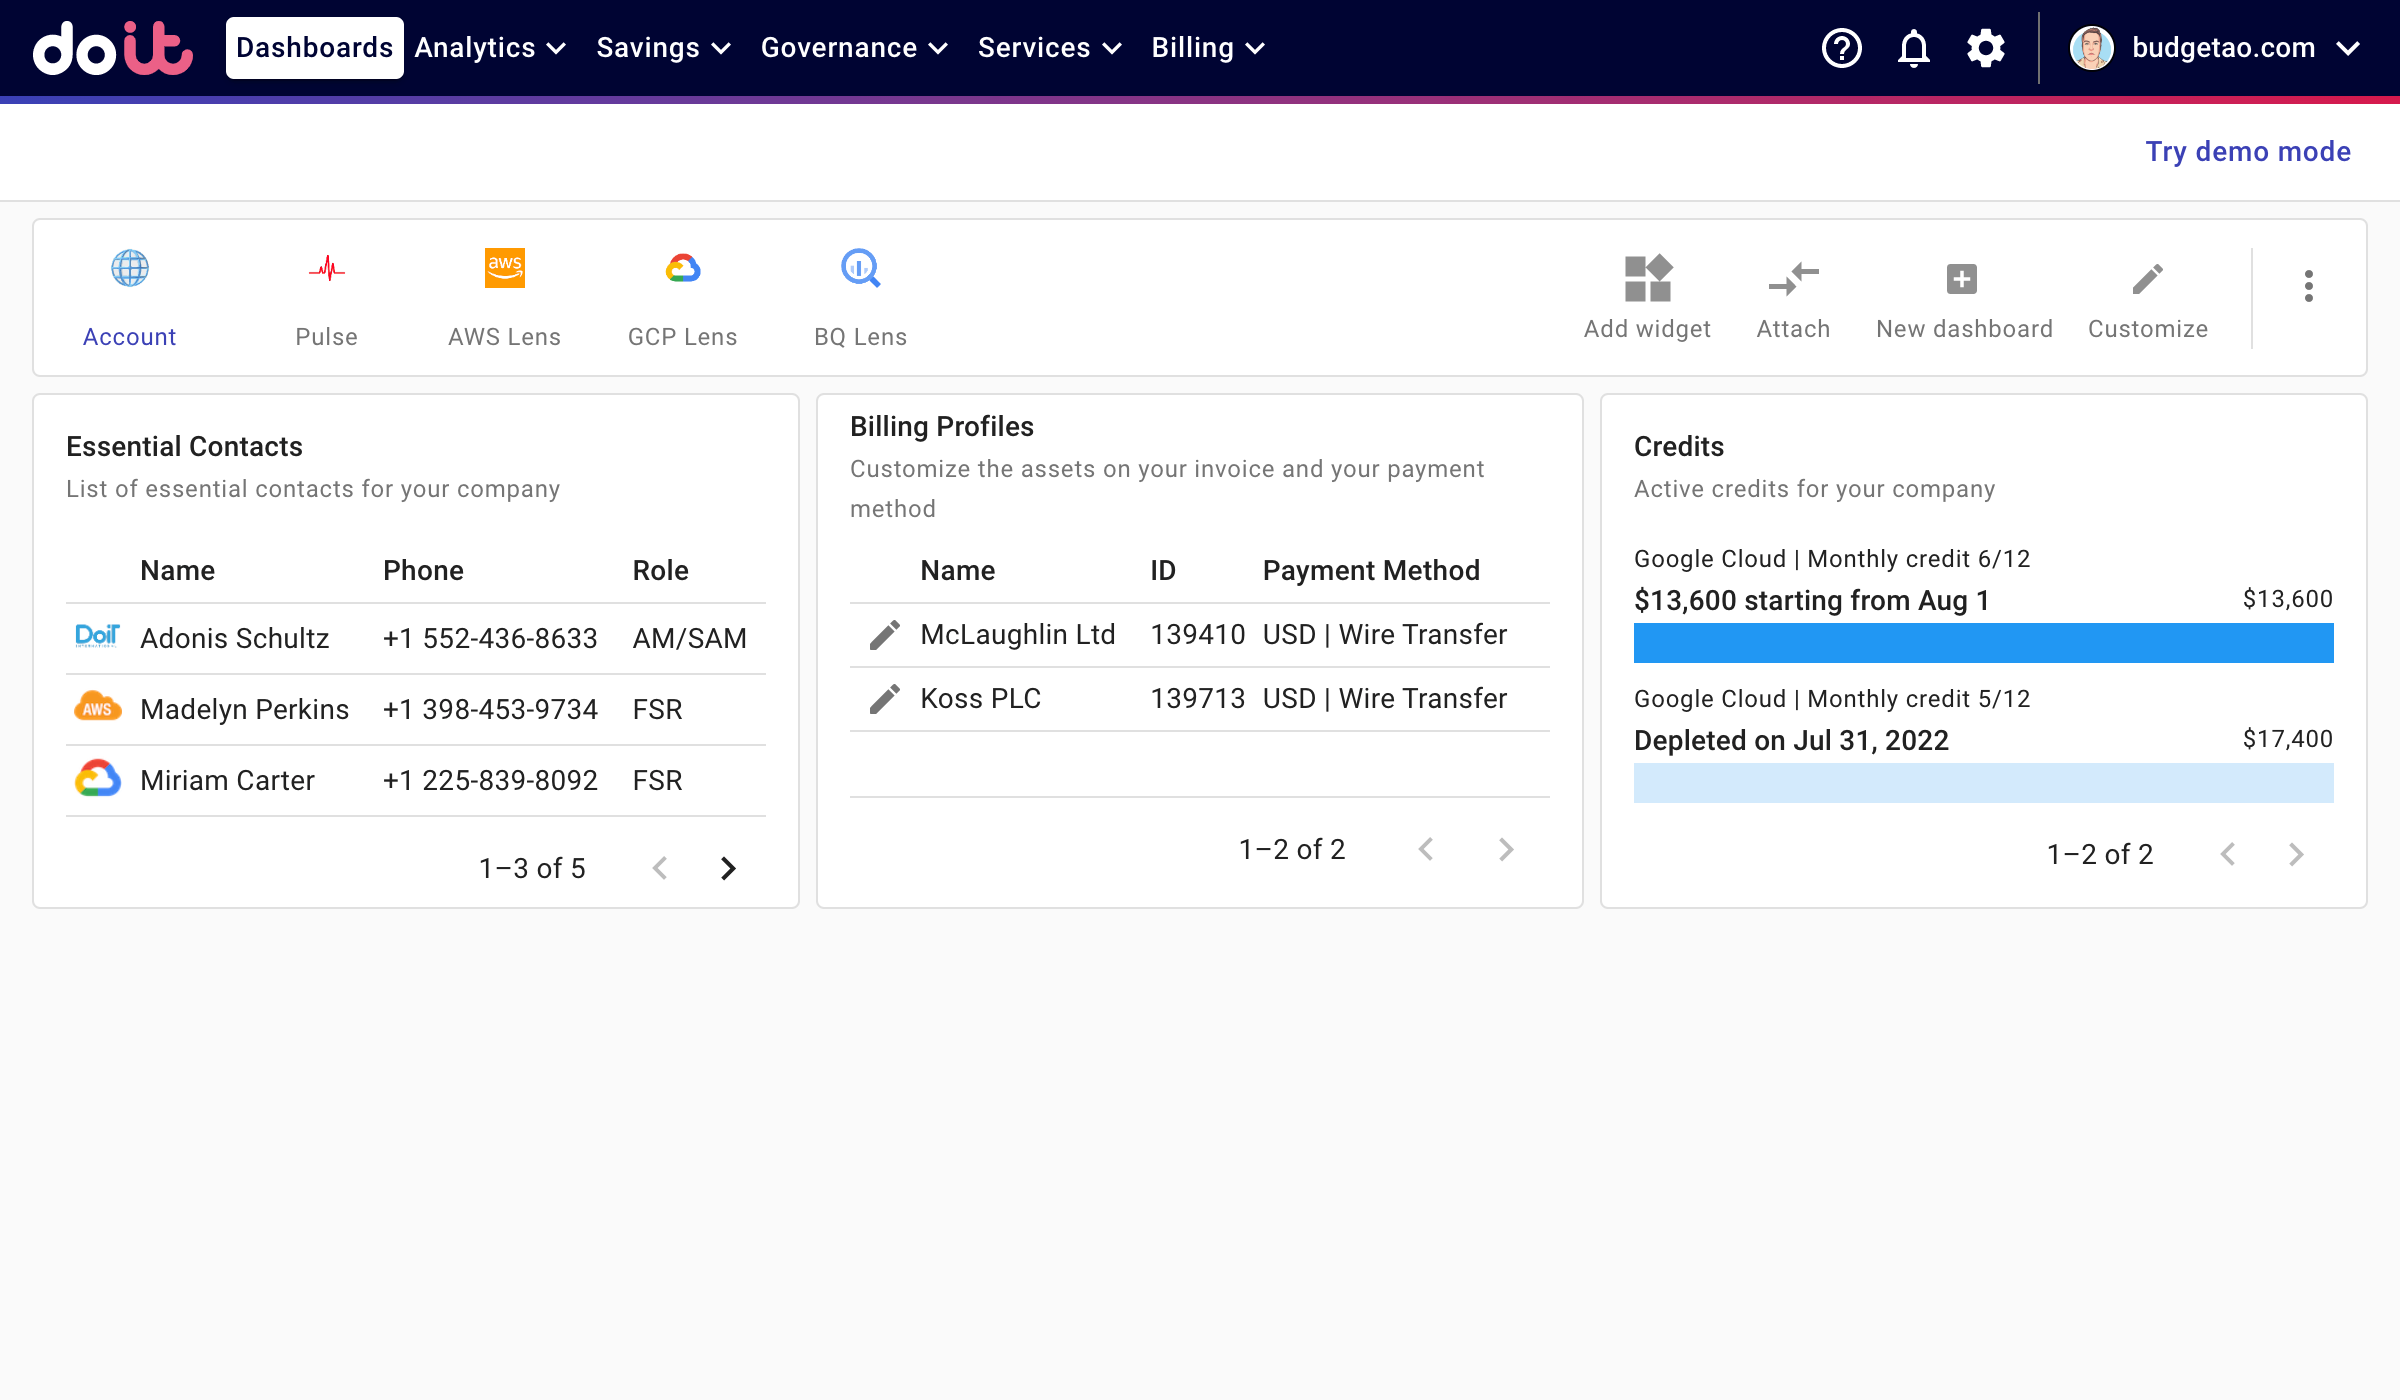 doit Dashboards Analytics Savings Governance Services Billing budgetao.com
Try demo mode
aws
Account Pulse AWS Lens GCP Lens BQ Lens Add widget Attach New dashboard Customize
Essential Contacts
List of essential contacts for your company
Name Phone Role
DoiT INTERNATIONAL Adonis Schultz +1 552-436-8633 AM/SAM
AWS Madelyn Perkins +1 398-453-9734 FSR
Miriam Carter +1 225-839-8092 FSR
1–3 of 5
Billing Profiles
Customize the assets on your invoice and your payment
method
Name ID Payment Method
McLaughlin Ltd 139410 USD | Wire Transfer
Koss PLC 139713 USD | Wire Transfer
1–2 of 2
Credits
Active credits for your company
Google Cloud | Monthly credit 6/12
$13,600 starting from Aug 1 $13,600
Google Cloud | Monthly credit 5/12
Depleted on Jul 31, 2022 $17,400
1–2 of 2